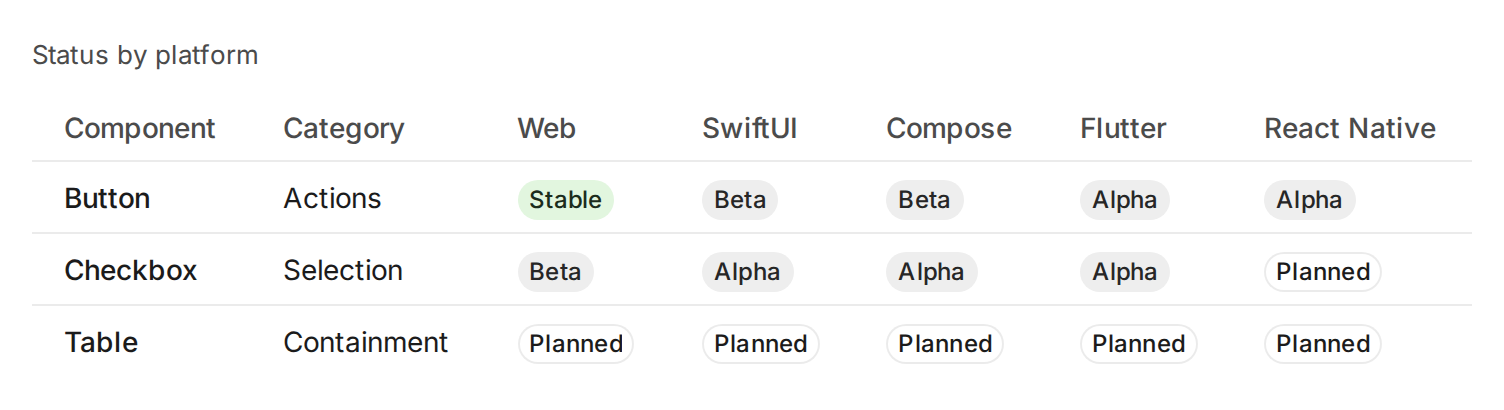 Status by platform
Component Category Web SwiftUI Compose Flutter React Native
Button Actions Stable Beta Beta Alpha Alpha
Checkbox Selection Beta Alpha Alpha Alpha Planned
Table Containment Planned Planned Planned Planned Planned